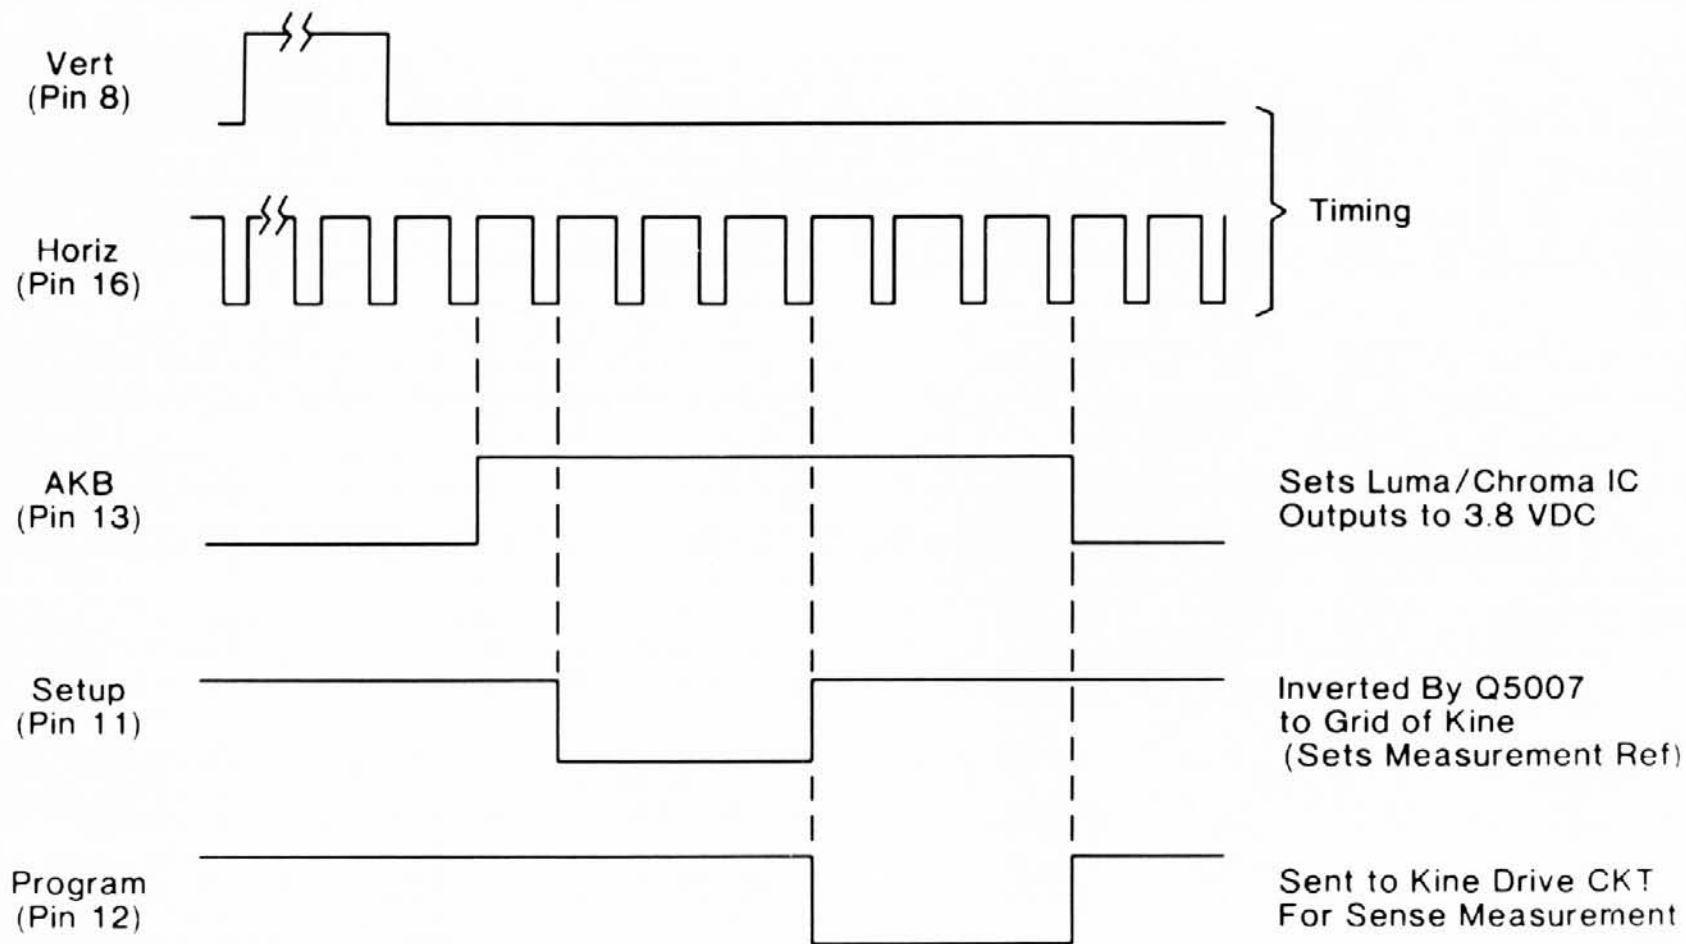 Vert
(Pin 8)
Horiz
(Pin 16)
Timing
AKB
(Pin 13)
Sets Luma/Chroma IC
Outputs to 3.8 VDC
Setup
(Pin 11)
Inverted By Q5007
to Grid of Kine
(Sets Measurement Ref)
Program
(Pin 12)
Sent to Kine Drive CKT
For Sense Measurement